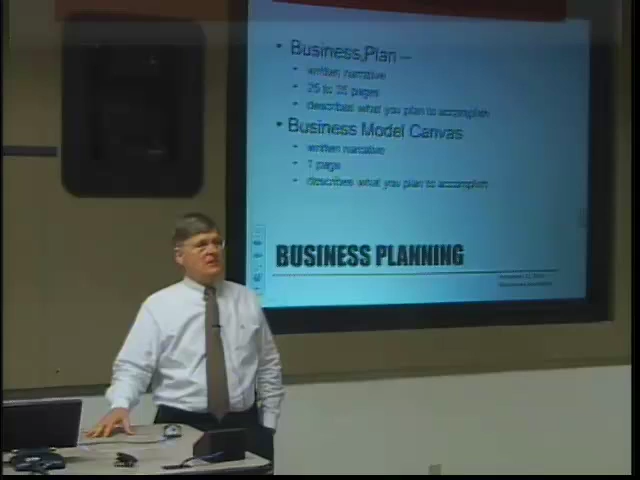 • Business Plan –
• written narrative
• 25 to 35 pages
• describes what you plan to accomplish
• Business Model Canvas
• written narrative
• 1 page
• describes what you plan to accomplish
BUSINESS PLANNING